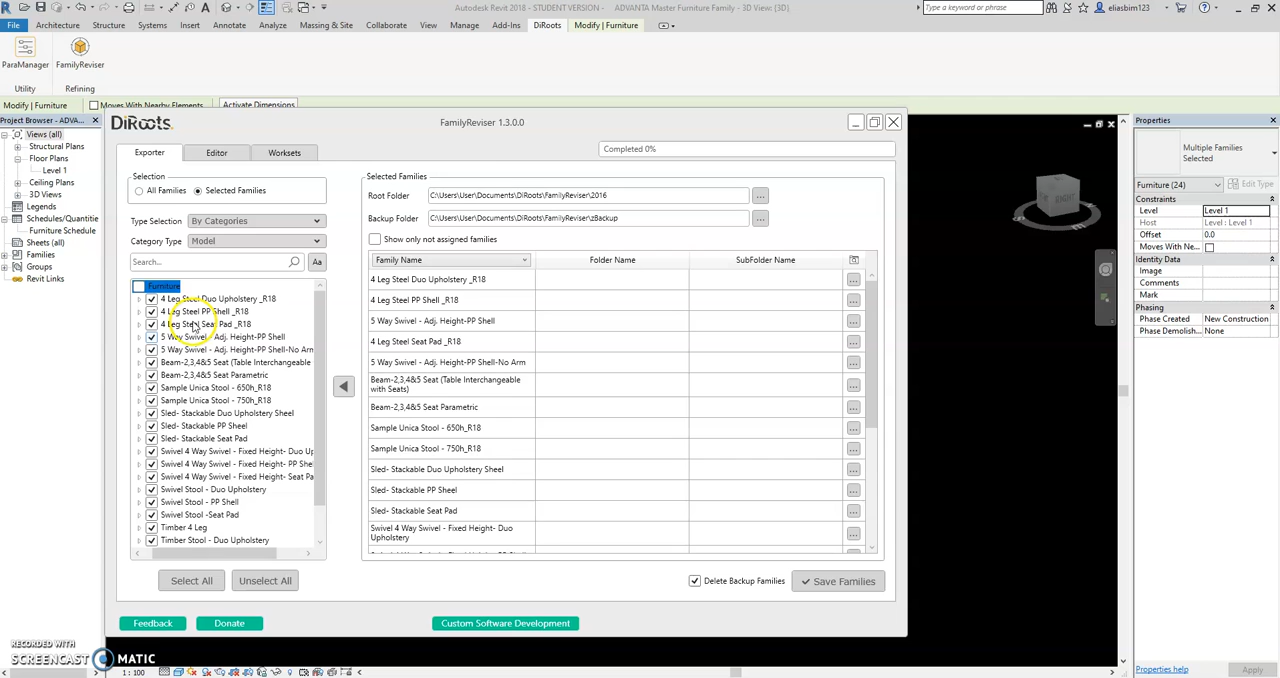 Autodesk Revit 2018 - STUDENT VERSION - ADVANTA Master Furniture Family - 3D View: {3D}
Type a keyword or phrase
eliasbim123
File Architecture Structure Systems Insert Annotate Analyze Massing & Site Collaborate View Manage Add-Ins DiRoots Modify | Furniture
ParaManager FamilyReviser
Utility Refining
Modify | Furniture Moves With Nearby Elements Activate Dimensions
Project Browser - ADVA...
Views (all)
Structural Plans
Floor Plans
Level 1
Ceiling Plans
3D Views
Legends
Schedules/Quantitie
Furniture Schedule
Sheets (all)
Families
Groups
Revit Links
DiRoots.
FamilyReviser 1.3.0.0
Exporter Editor Worksets
Completed 0%
Selection
All Families Selected Families
Type Selection By Categories
Category Type Model
Search... Aa
Furniture
4 Leg Steel Duo Upholstery _R18
4 Leg Steel PP Shell _R18
4 Leg Steel Seat Pad _R18
5 Way Swivel - Adj. Height-PP Shell
5 Way Swivel - Adj. Height-PP Shell-No Arm
Beam-2,3,4&5 Seat (Table Interchangeable
Beam-2,3,4&5 Seat Parametric
Sample Unica Stool - 650h_R18
Sample Unica Stool - 750h_R18
Sled- Stackable Duo Upholstery Sheel
Sled- Stackable PP Sheel
Sled- Stackable Seat Pad
Swivel 4 Way Swivel - Fixed Height- Duo Up
Swivel 4 Way Swivel - Fixed Height- PP She
Swivel 4 Way Swivel - Fixed Height- Seat Pa
Swivel Stool - Duo Upholstery
Swivel Stool - PP Shell
Swivel Stool -Seat Pad
Timber 4 Leg
Timber Stool - Duo Upholstery
Select All Unselect All
Selected Families
Root Folder C:\Users\User\Documents\DiRoots\FamilyReviser\2016 ...
Backup Folder C:\Users\User\Documents\DiRoots\FamilyReviser\zBackup ...
Show only not assigned families
Family Name Folder Name SubFolder Name
4 Leg Steel Duo Upholstery _R18 ...
4 Leg Steel PP Shell _R18 ...
5 Way Swivel - Adj. Height-PP Shell ...
4 Leg Steel Seat Pad _R18 ...
5 Way Swivel - Adj. Height-PP Shell-No Arm ...
Beam-2,3,4&5 Seat (Table Interchangeable
with Seats) ...
Beam-2,3,4&5 Seat Parametric ...
Sample Unica Stool - 650h_R18 ...
Sample Unica Stool - 750h_R18 ...
Sled- Stackable Duo Upholstery Sheel ...
Sled- Stackable PP Sheel ...
Sled- Stackable Seat Pad ...
Swivel 4 Way Swivel - Fixed Height- Duo
Upholstery ...
Delete Backup Families Save Families
Feedback Donate Custom Software Development
RIGHT
Properties
Multiple Families
Selected
Furniture (24) Edit Type
Constraints
Level Level 1
Host Level : Level 1
Offset 0.0
Moves With Ne...
Identity Data
Image
Comments
Mark
Phasing
Phase Created New Construction
Phase Demolish... None
Properties help Apply
RECORDED WITH
SCREENCAST MATIC
1 : 100